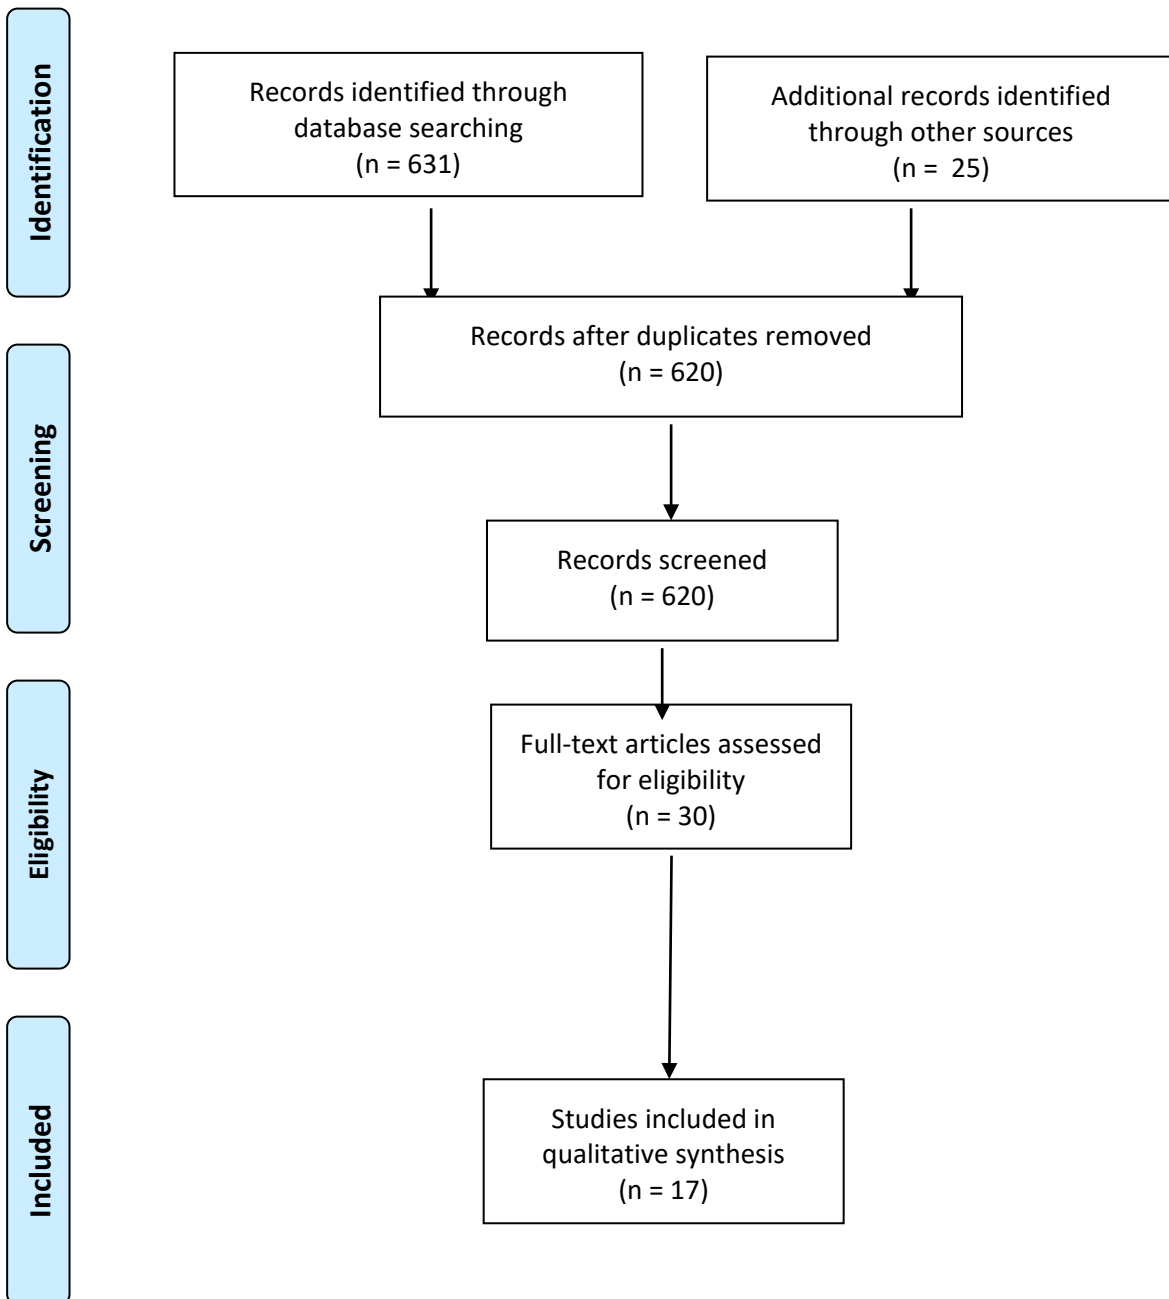 Identification
Records identified through
database searching
(n = 631)
Additional records identified
through other sources
(n =  25)
Records after duplicates removed
(n = 620)
Screening
Records screened
(n = 620)
Eligibility
Full-text articles assessed
for eligibility
(n = 30)
Included
Studies included in
qualitative synthesis
(n = 17)